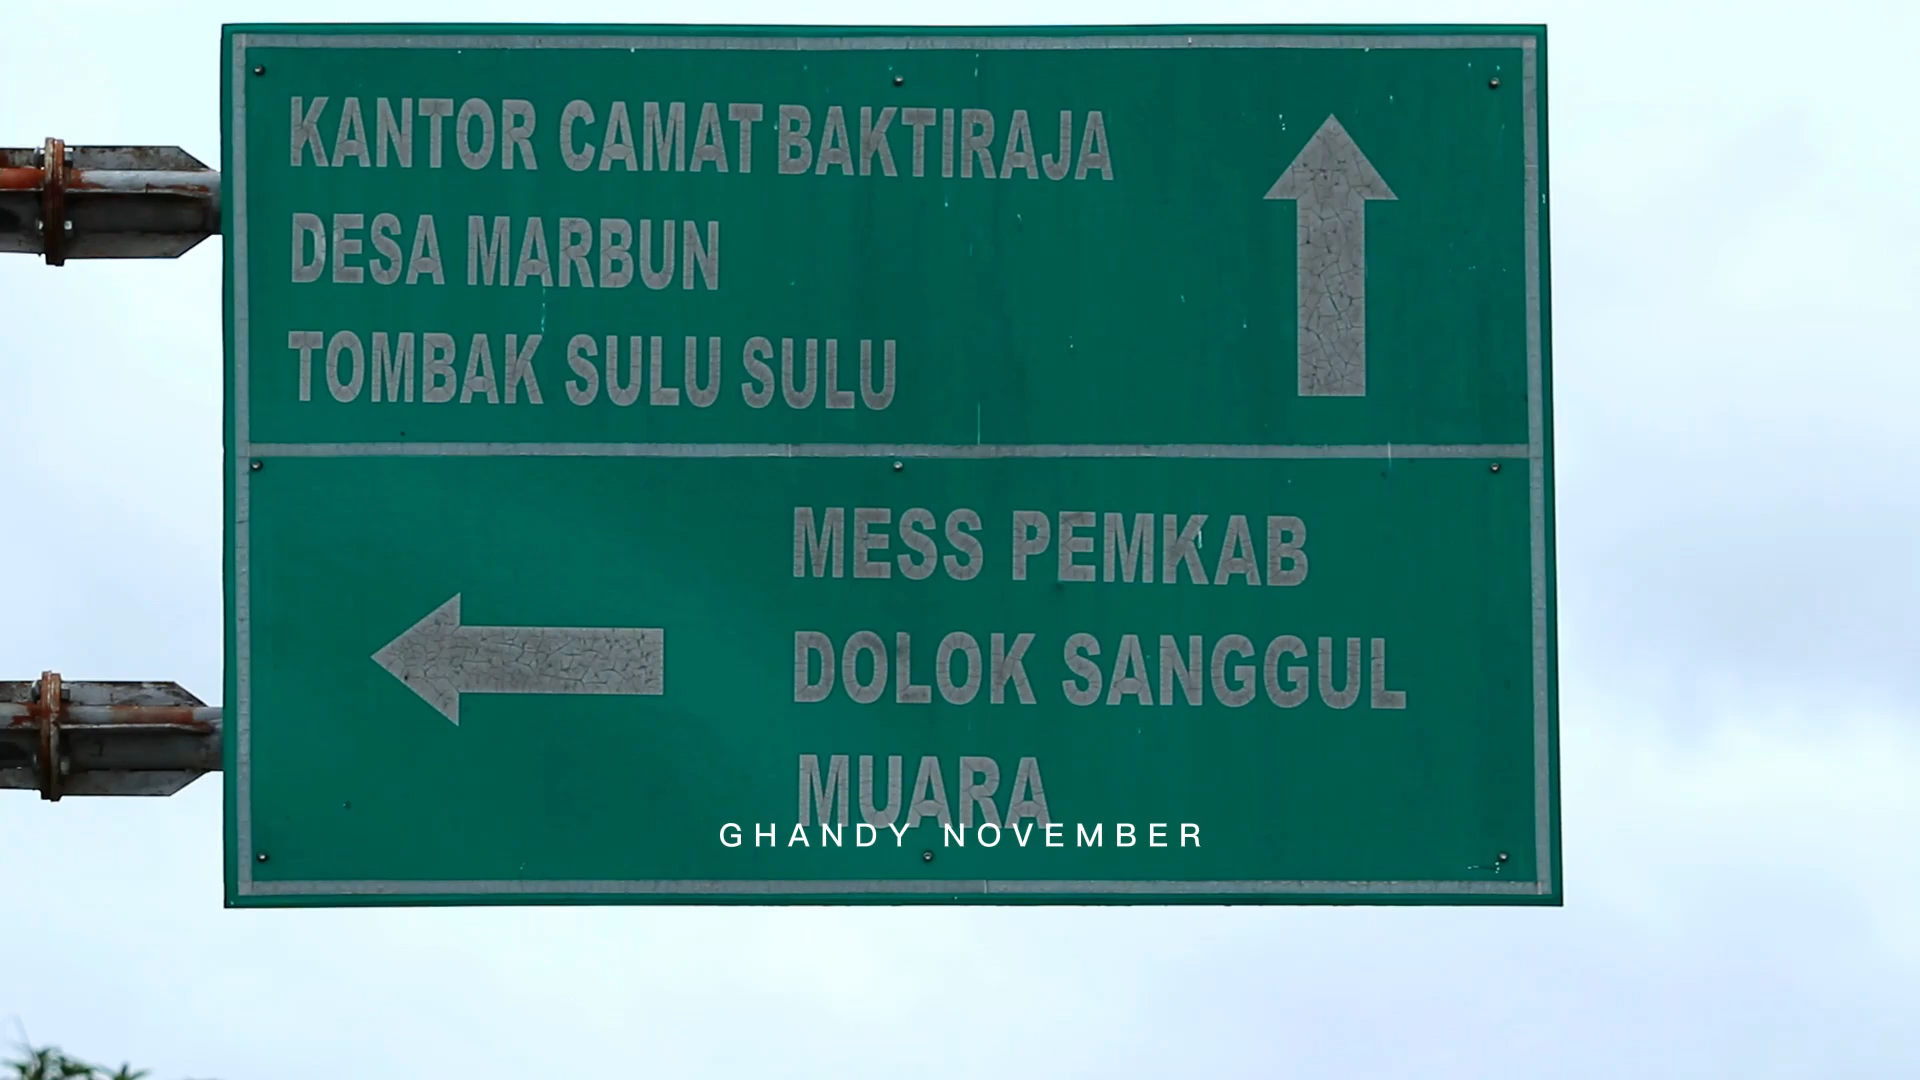 KANTOR CAMAT BAKTIRAJA
DESA MARBUN
TOMBAK SULU SULU
MESS PEMKAB
DOLOK SANGGUL
MUARA
GHANDY NOVEMBER